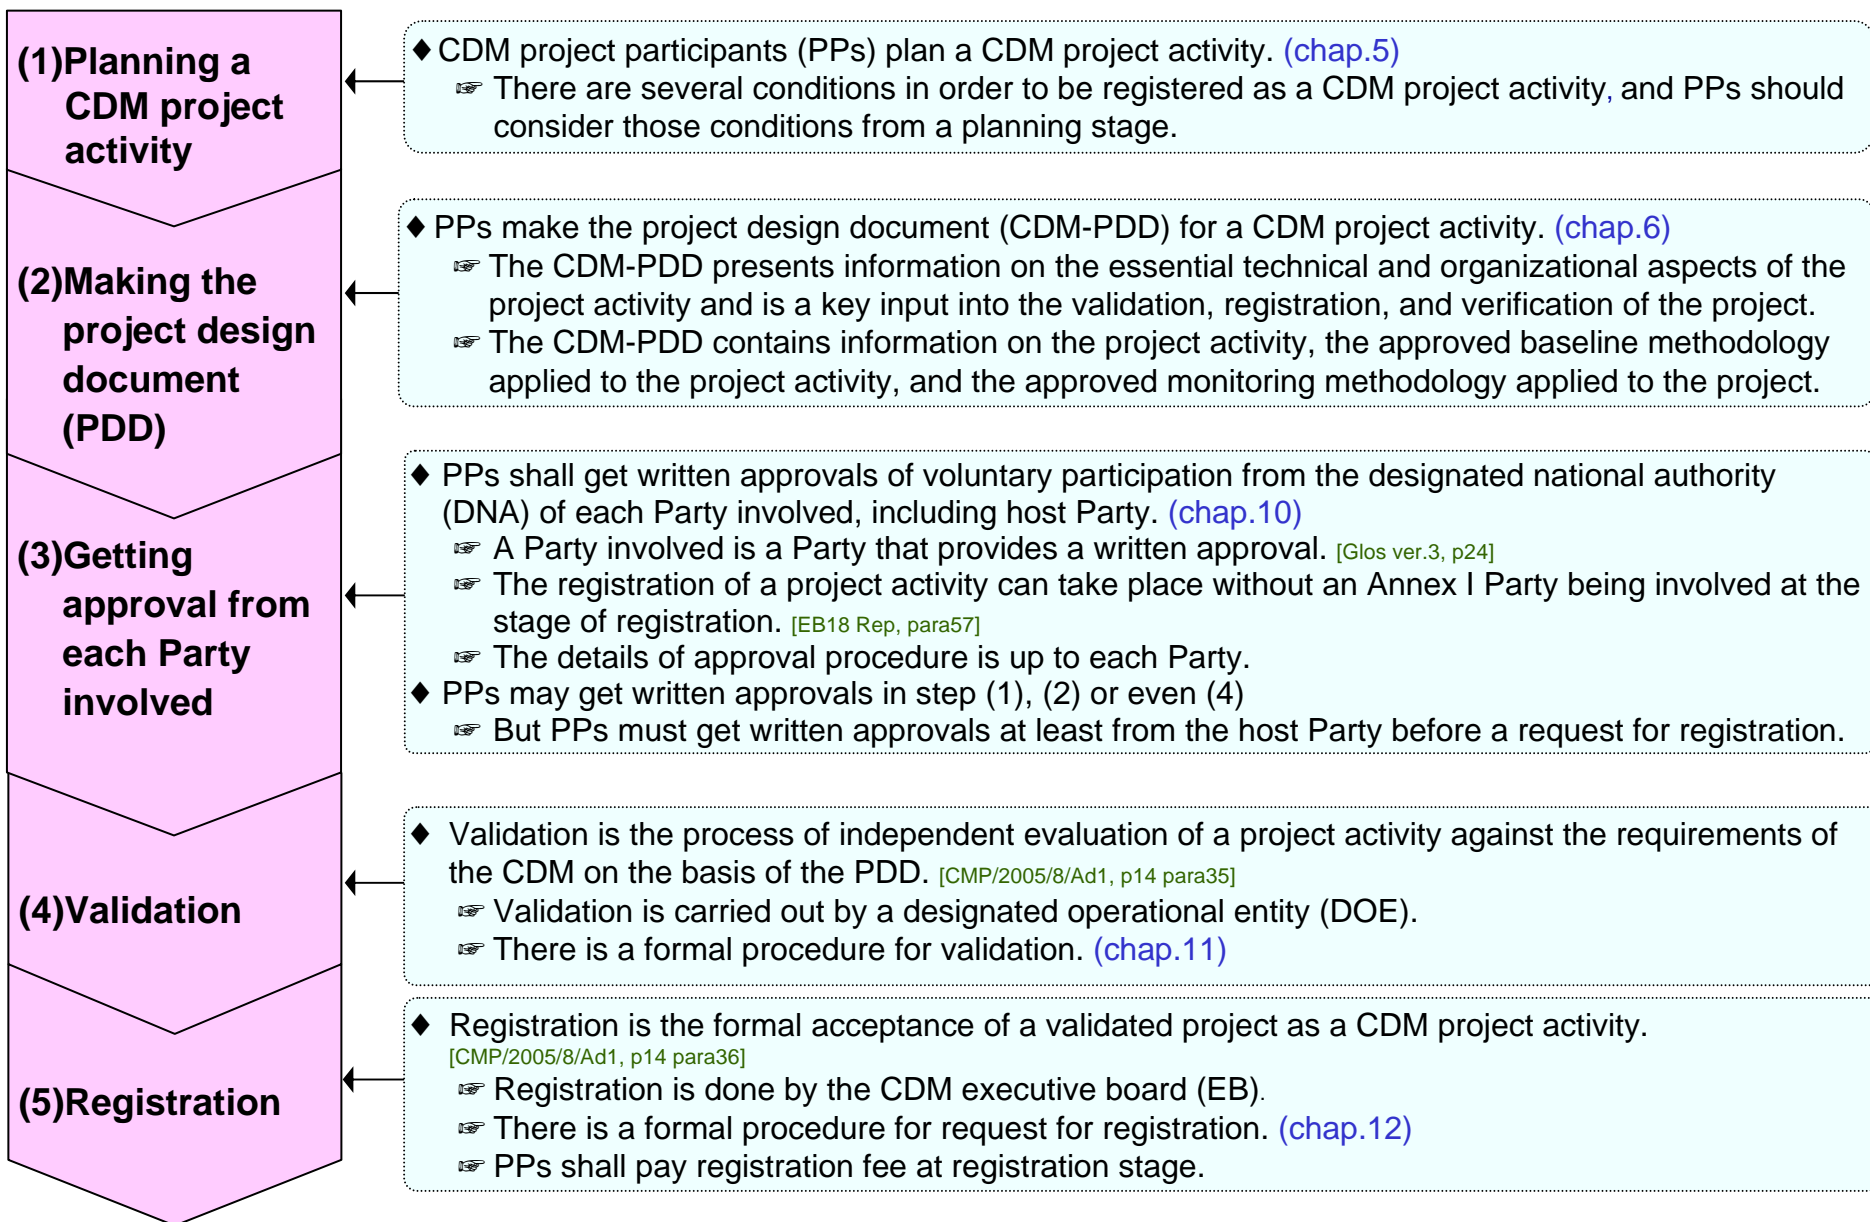 (1)Planning a
CDM project
activity
♦ CDM project participants (PPs) plan a CDM project activity. (chap.5)
☞ There are several conditions in order to be registered as a CDM project activity, and PPs should
consider those conditions from a planning stage.
(2)Making the
project design
document
(PDD)
♦ PPs make the project design document (CDM-PDD) for a CDM project activity. (chap.6)
☞ The CDM-PDD presents information on the essential technical and organizational aspects of the
project activity and is a key input into the validation, registration, and verification of the project.
☞ The CDM-PDD contains information on the project activity, the approved baseline methodology
applied to the project activity, and the approved monitoring methodology applied to the project.
(3)Getting
approval from
each Party
involved
♦ PPs shall get written approvals of voluntary participation from the designated national authority
(DNA) of each Party involved, including host Party. (chap.10)
☞ A Party involved is a Party that provides a written approval. [Glos ver.3, p24]
☞ The registration of a project activity can take place without an Annex I Party being involved at the
stage of registration. [EB18 Rep, para57]
☞ The details of approval procedure is up to each Party.
♦ PPs may get written approvals in step (1), (2) or even (4)
☞ But PPs must get written approvals at least from the host Party before a request for registration.
(4)Validation
♦ Validation is the process of independent evaluation of a project activity against the requirements of
the CDM on the basis of the PDD. [CMP/2005/8/Ad1, p14 para35]
☞ Validation is carried out by a designated operational entity (DOE).
☞ There is a formal procedure for validation. (chap.11)
(5)Registration
♦ Registration is the formal acceptance of a validated project as a CDM project activity.
[CMP/2005/8/Ad1, p14 para36]
☞ Registration is done by the CDM executive board (EB).
☞ There is a formal procedure for request for registration. (chap.12)
☞ PPs shall pay registration fee at registration stage.